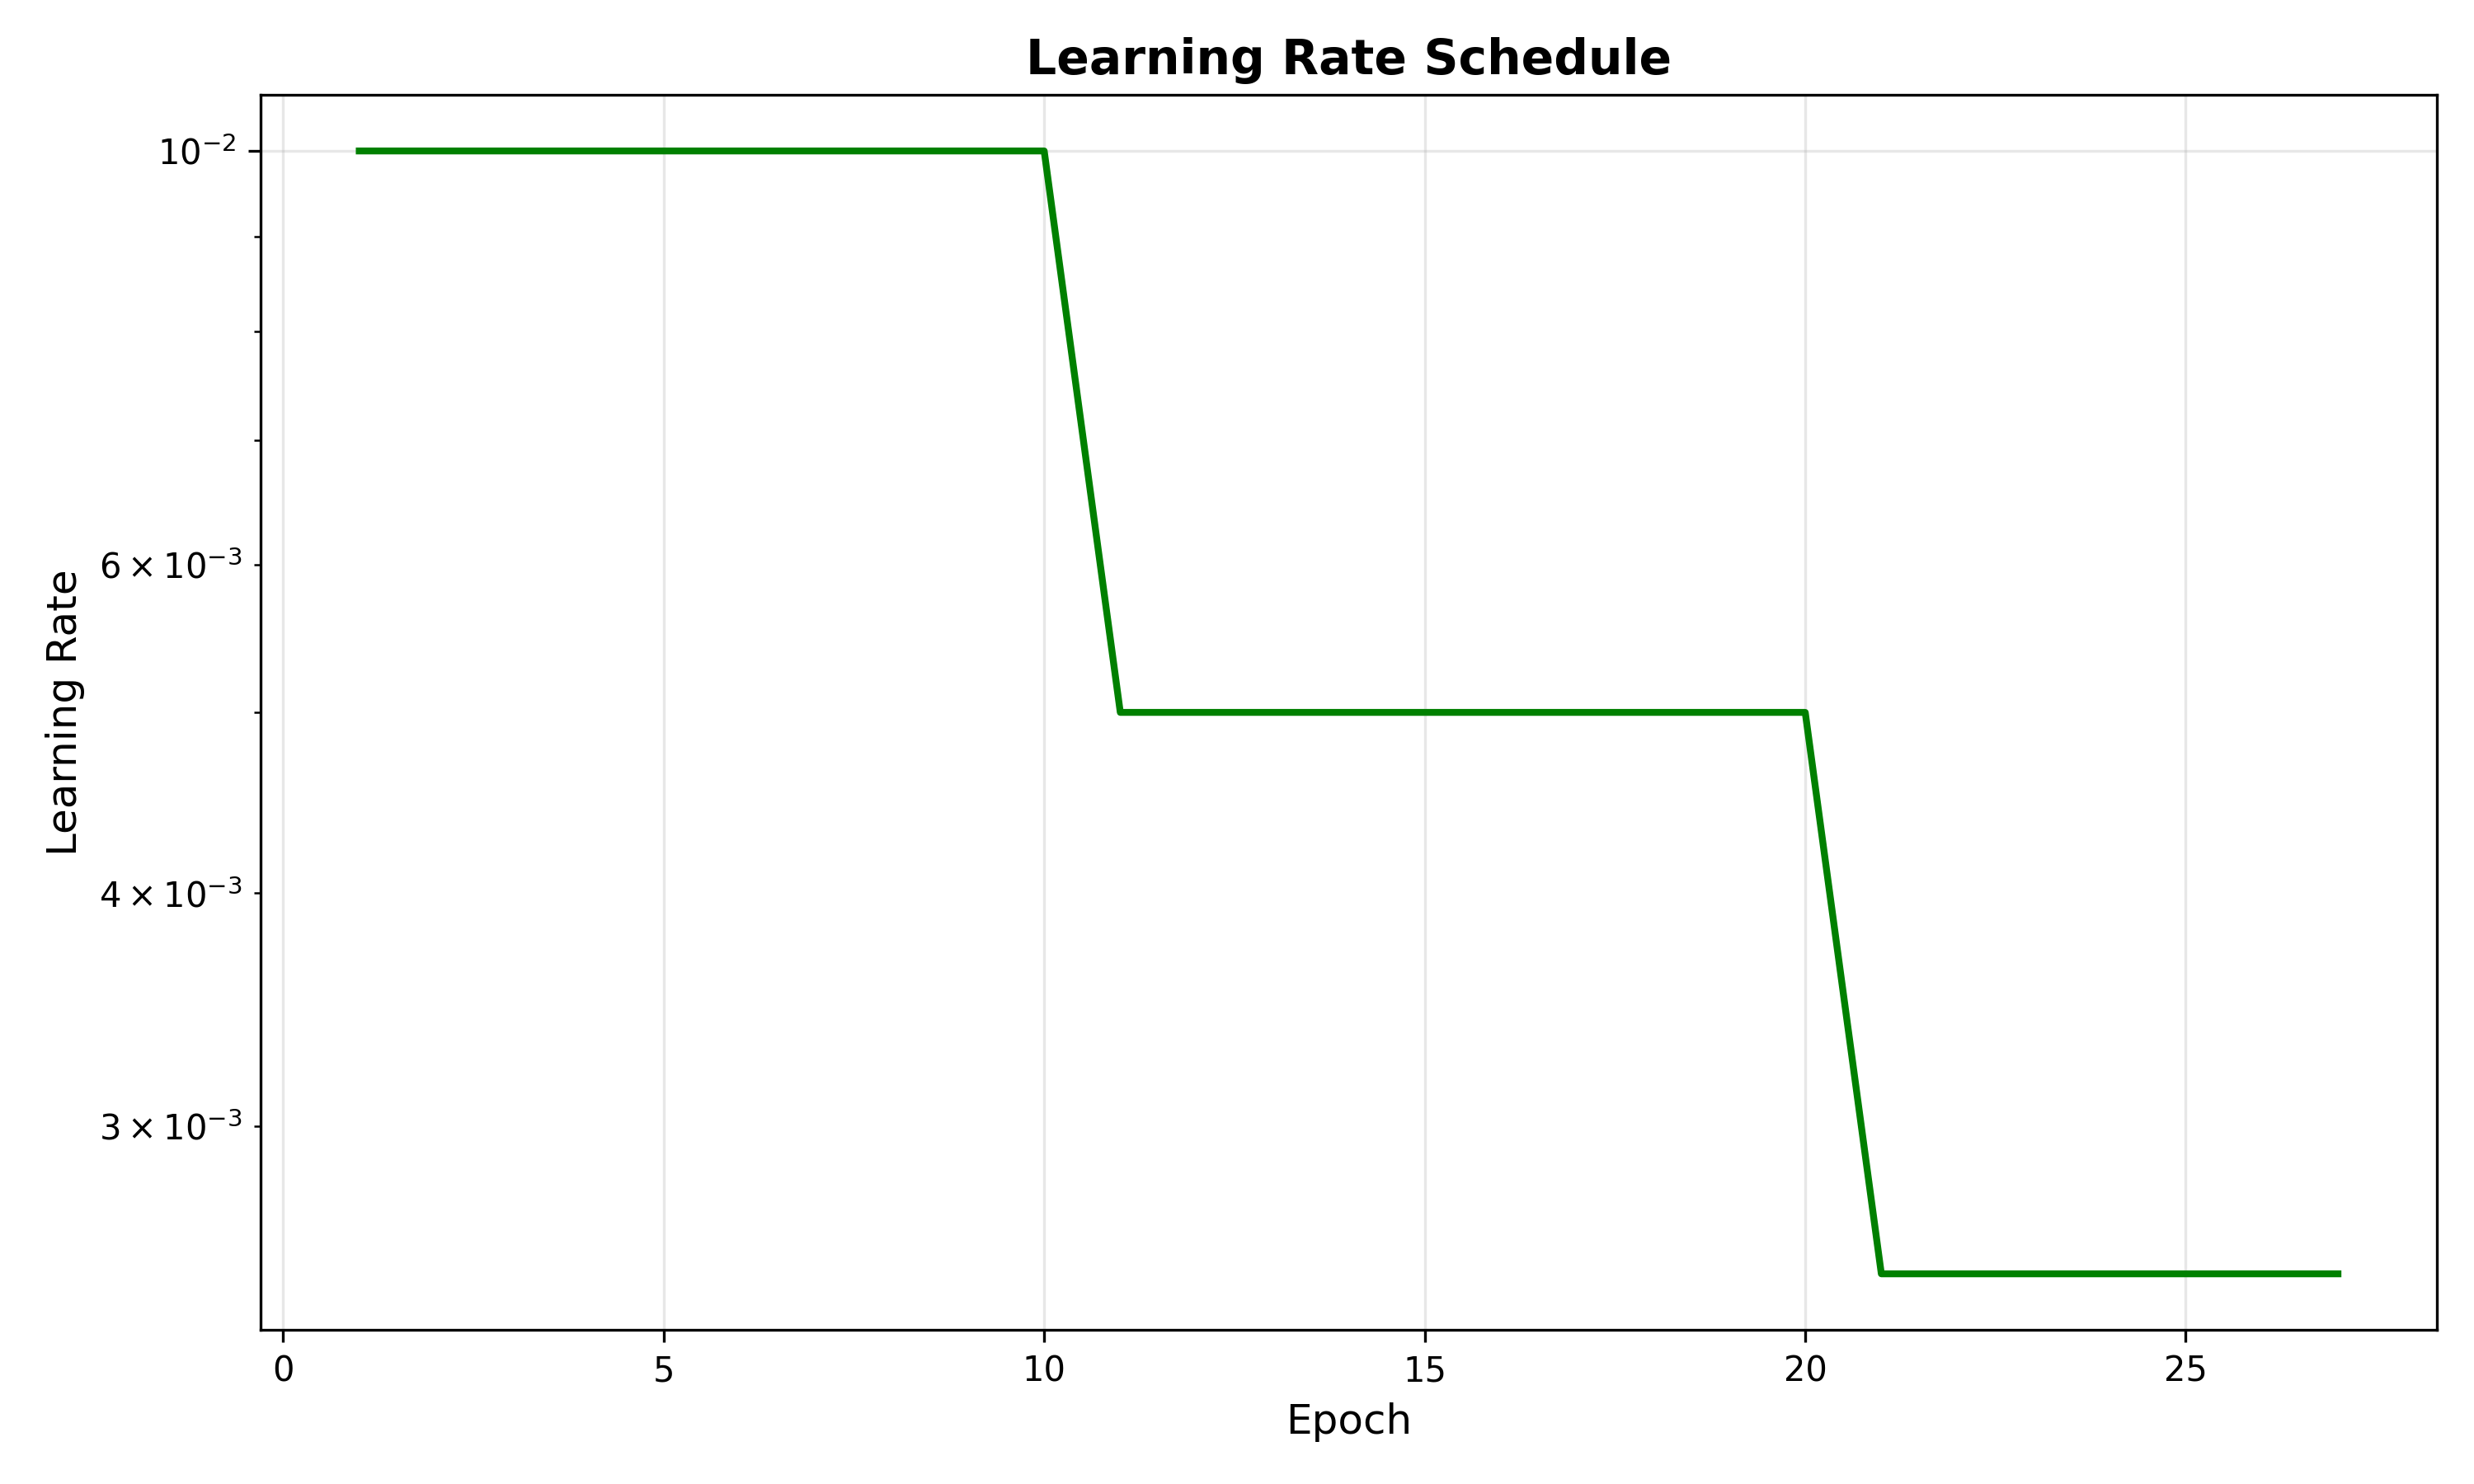 Learning Rate Schedule
Learning Rate
10⁻²
6 × 10⁻³
4 × 10⁻³
3 × 10⁻³
0 5 10 15 20 25
Epoch